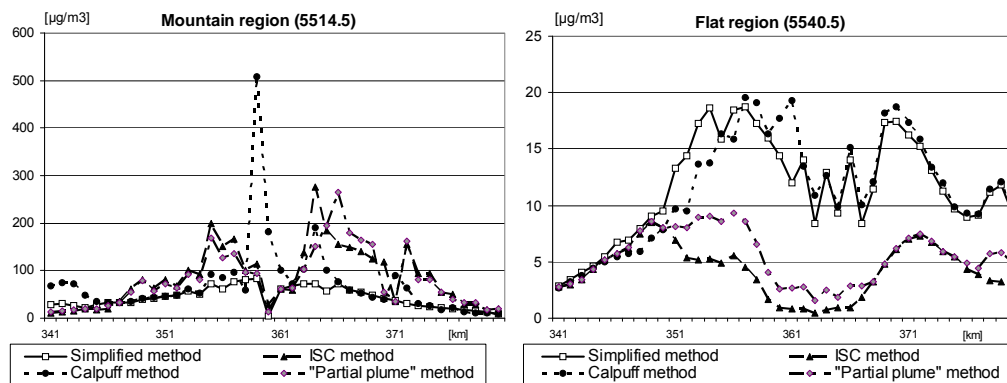 [µg/m3]
Mountain region (5514.5)
600
500
400
300
200
100
0
341
351
361
371
[km]
Simplified method
ISC method
Calpuff method
"Partial plume" method
[µg/m3]
Flat region (5540.5)
25
20
15
10
5
0
341
351
361
371
[km]
Simplified method
ISC method
Calpuff method
"Partial plume" method